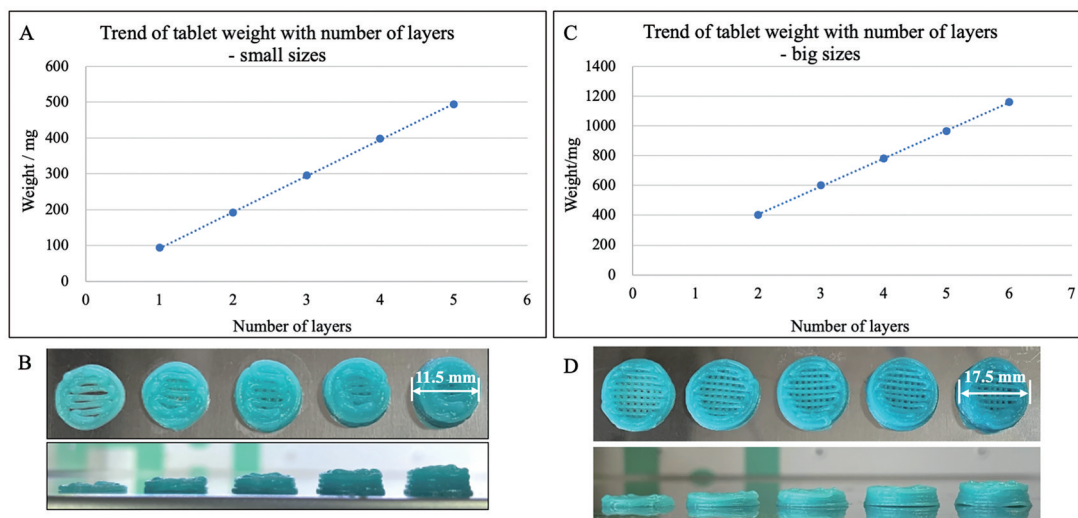 A
Trend of tablet weight with number of layers
- small sizes
Weight / mg
600
500
400
300
200
100
0
0 1 2 3 4 5 6
Number of layers
C
Trend of tablet weight with number of layers
- big sizes
Weight/mg
1400
1200
1000
800
600
400
200
0
0 1 2 3 4 5 6 7
Number of layers
B
11.5 mm
D
17.5 mm